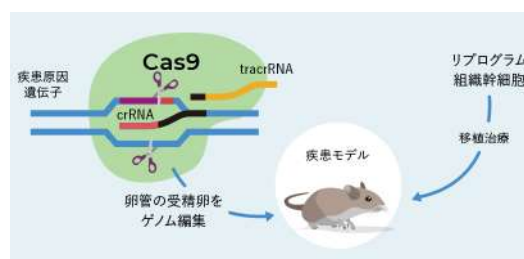 Cas9
疾患原因
遺伝子
tracrRNA
crRNA
リプログラム
組織幹細胞
移植治療
疾患モデル
卵管の受精卵を
ゲノム編集